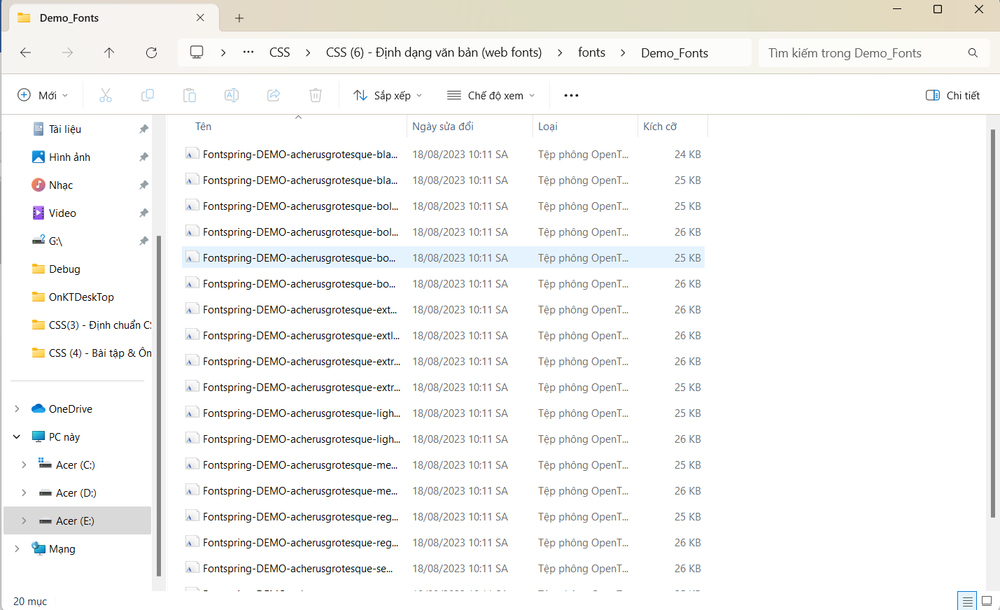 Demo_Fonts
CSS
CSS (6) - Định dạng văn bản (web fonts)
fonts
Demo_Fonts
Tìm kiếm trong Demo_Fonts
Mới
Sắp xếp
Chế độ xem
Chi tiết
Tài liệu
Hình ảnh
Nhạc
Video
G:\
Debug
OnKTDeskTop
CSS(3) - Định chuẩn CS
CSS (4) - Bài tập & Ôn
OneDrive
PC này
Acer (C:)
Acer (D:)
Acer (E:)
Mạng
Tên Ngày sửa đổi Loại Kích cỡ
Fontspring-DEMO-acherusgrotesque-bla... 18/08/2023 10:11 SA Tệp phông OpenT... 24 KB
Fontspring-DEMO-acherusgrotesque-bla... 18/08/2023 10:11 SA Tệp phông OpenT... 25 KB
Fontspring-DEMO-acherusgrotesque-bol... 18/08/2023 10:11 SA Tệp phông OpenT... 25 KB
Fontspring-DEMO-acherusgrotesque-bol... 18/08/2023 10:11 SA Tệp phông OpenT... 26 KB
Fontspring-DEMO-acherusgrotesque-bo... 18/08/2023 10:11 SA Tệp phông OpenT... 25 KB
Fontspring-DEMO-acherusgrotesque-bo... 18/08/2023 10:11 SA Tệp phông OpenT... 26 KB
Fontspring-DEMO-acherusgrotesque-ext... 18/08/2023 10:11 SA Tệp phông OpenT... 26 KB
Fontspring-DEMO-acherusgrotesque-extl... 18/08/2023 10:11 SA Tệp phông OpenT... 26 KB
Fontspring-DEMO-acherusgrotesque-extr... 18/08/2023 10:11 SA Tệp phông OpenT... 26 KB
Fontspring-DEMO-acherusgrotesque-extr... 18/08/2023 10:11 SA Tệp phông OpenT... 25 KB
Fontspring-DEMO-acherusgrotesque-ligh... 18/08/2023 10:11 SA Tệp phông OpenT... 25 KB
Fontspring-DEMO-acherusgrotesque-ligh... 18/08/2023 10:11 SA Tệp phông OpenT... 26 KB
Fontspring-DEMO-acherusgrotesque-me... 18/08/2023 10:11 SA Tệp phông OpenT... 25 KB
Fontspring-DEMO-acherusgrotesque-me... 18/08/2023 10:11 SA Tệp phông OpenT... 26 KB
Fontspring-DEMO-acherusgrotesque-reg... 18/08/2023 10:11 SA Tệp phông OpenT... 25 KB
Fontspring-DEMO-acherusgrotesque-reg... 18/08/2023 10:11 SA Tệp phông OpenT... 26 KB
Fontspring-DEMO-acherusgrotesque-se... 18/08/2023 10:11 SA Tệp phông OpenT... 26 KB
20 mục